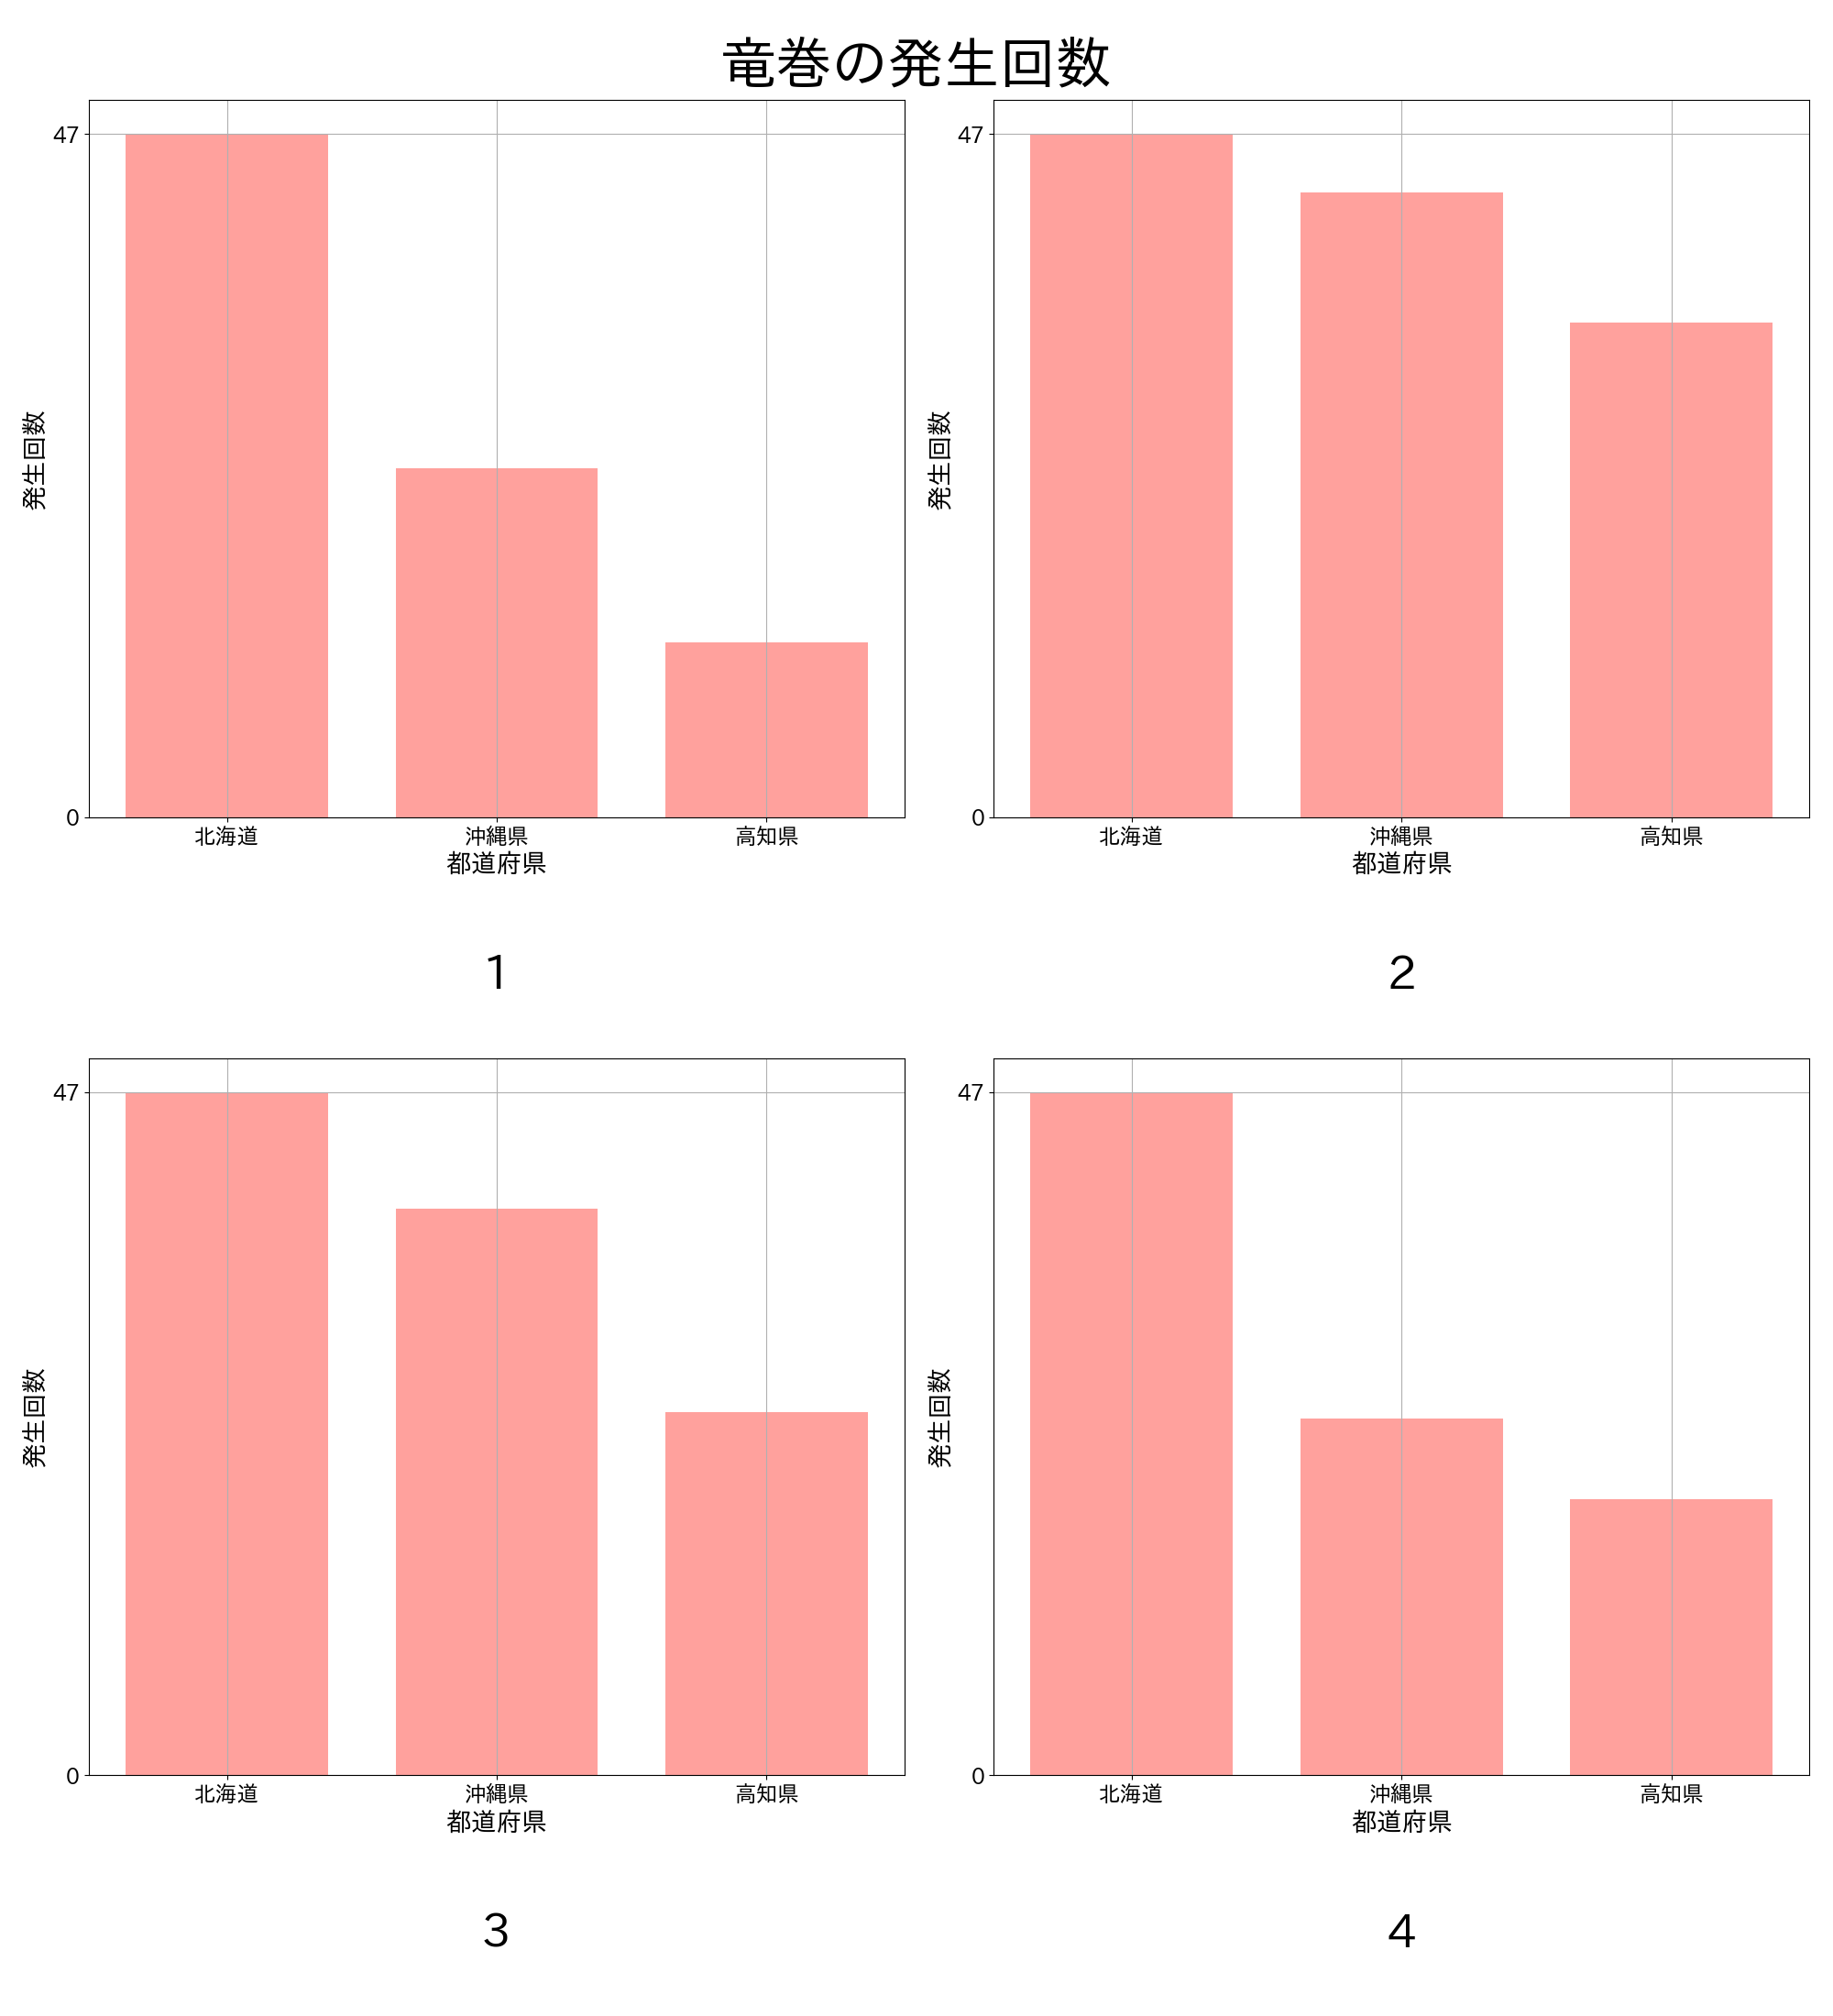 竜巻の発生回数
47
発生回数
0
北海道 沖縄県 高知県
都道府県
1
47
発生回数
0
北海道 沖縄県 高知県
都道府県
2
47
発生回数
0
北海道 沖縄県 高知県
都道府県
3
47
発生回数
0
北海道 沖縄県 高知県
都道府県
4